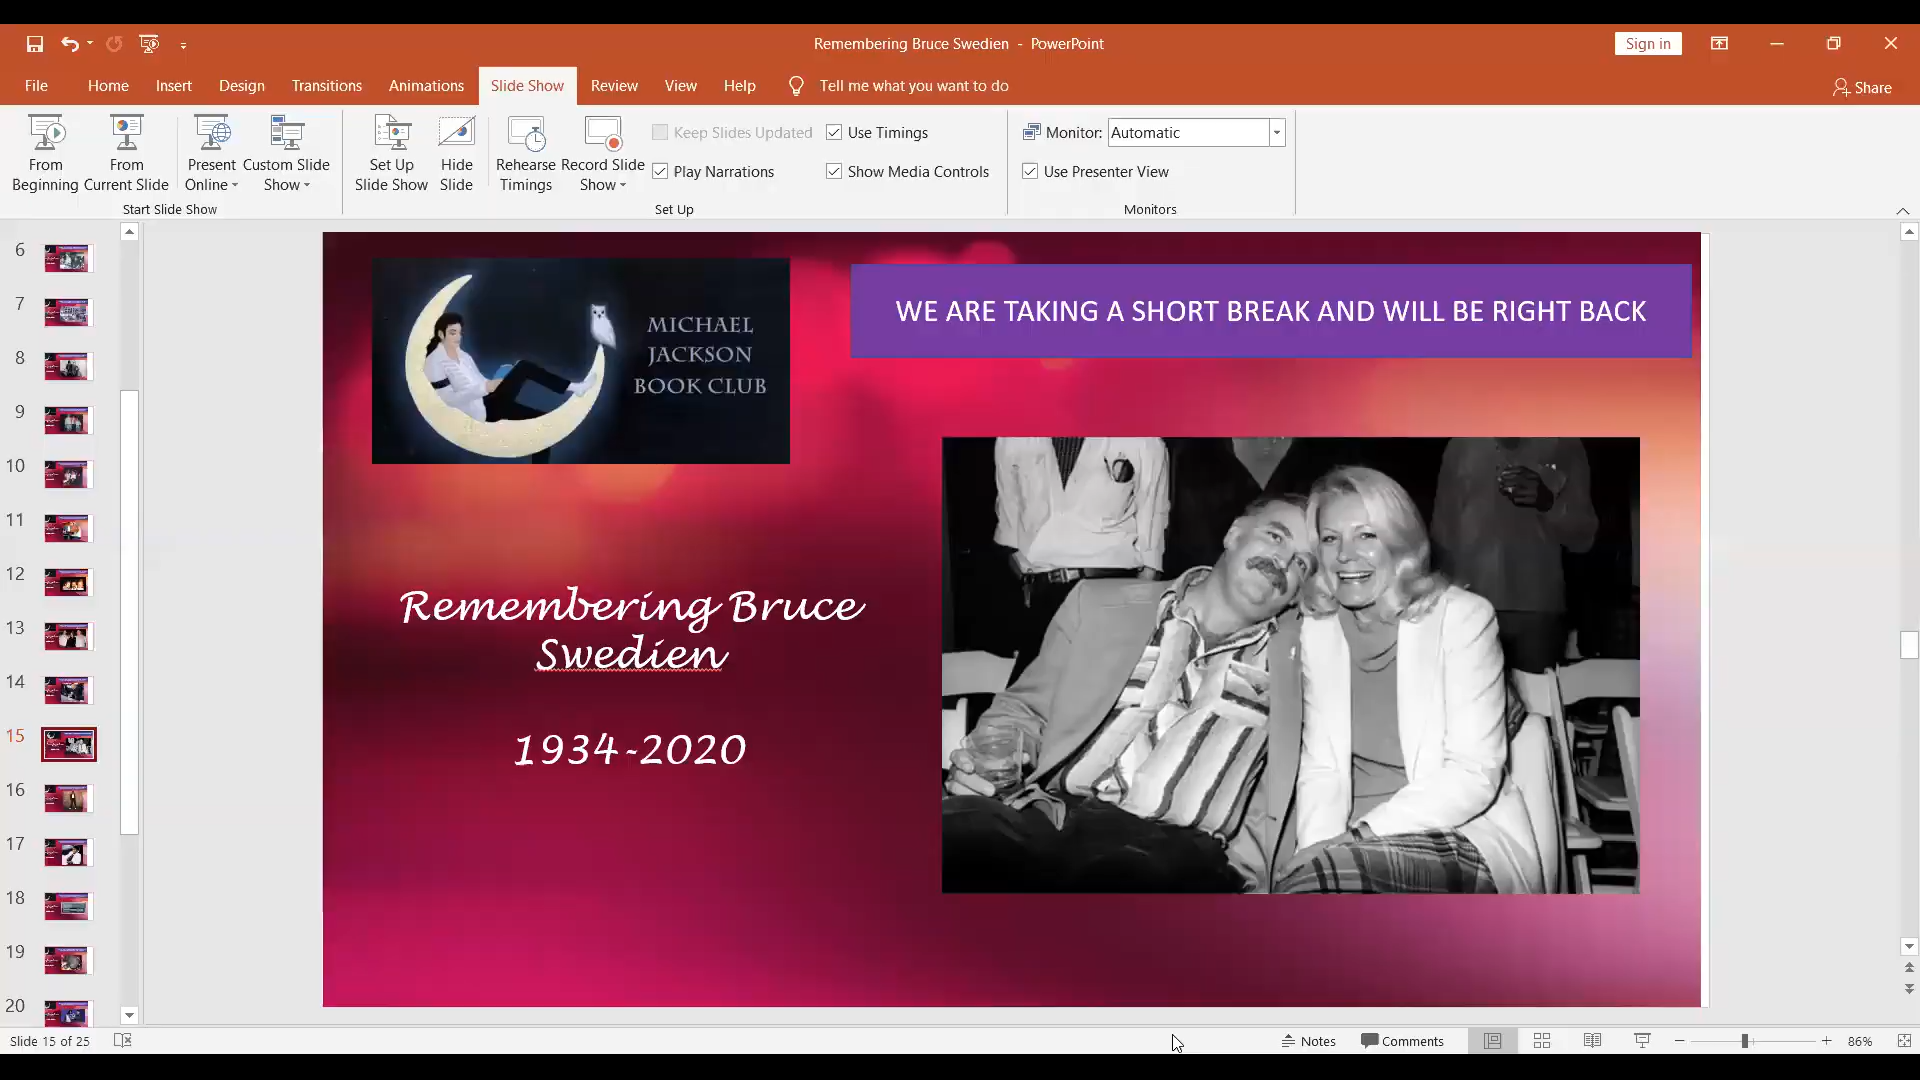 Remembering Bruce Swedien - PowerPoint
Sign in
File Home Insert Design Transitions Animations Slide Show Review View Help Tell me what you want to do
Share
From Beginning
From Current Slide
Present Online
Custom Slide Show
Start Slide Show
Set Up Slide Show
Hide Slide
Rehearse Timings
Record Slide Show
Keep Slides Updated
Play Narrations
Use Timings
Show Media Controls
Set Up
Monitor: Automatic
Use Presenter View
Monitors
6
7
8
9
10
11
12
13
14
15
16
17
18
19
20
MICHAEL
JACKSON
BOOK CLUB
WE ARE TAKING A SHORT BREAK AND WILL BE RIGHT BACK
Remembering Bruce
Swedien
1934-2020
Slide 15 of 25
Notes
Comments
86%